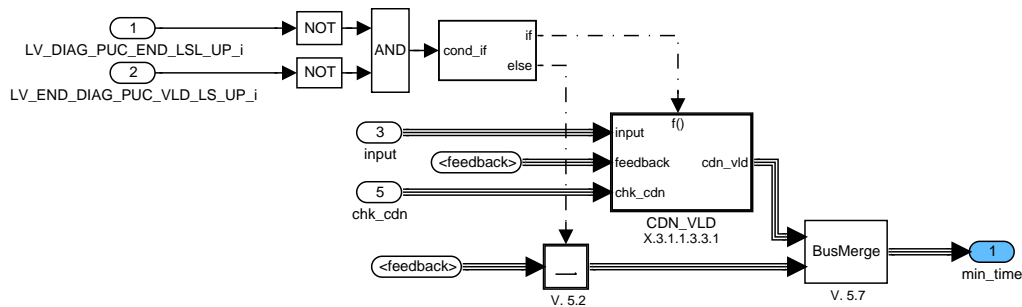 1
NOT
LV_DIAG_PUC_END_LSL_UP_i
2
NOT
LV_END_DIAG_PUC_VLD_LS_UP_i
AND
cond_if
if
else
f()
3
input
input
<feedback>
feedback
cdn_vld
5
chk_cdn
chk_cdn
CDN_VLD
X.3.1.1.3.3.1
<feedback>
V. 5.2
BusMerge
V. 5.7
1
min_time